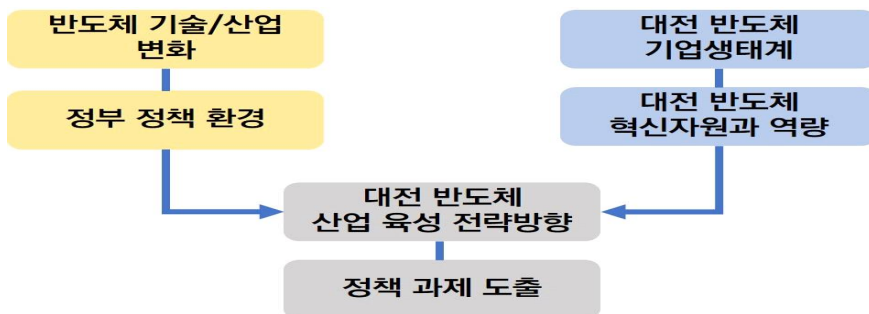 반도체 기술/산업
변화
정부 정책 환경
대전 반도체
기업생태계
대전 반도체
혁신자원과 역량
대전 반도체
산업 육성 전략방향
정책 과제 도출